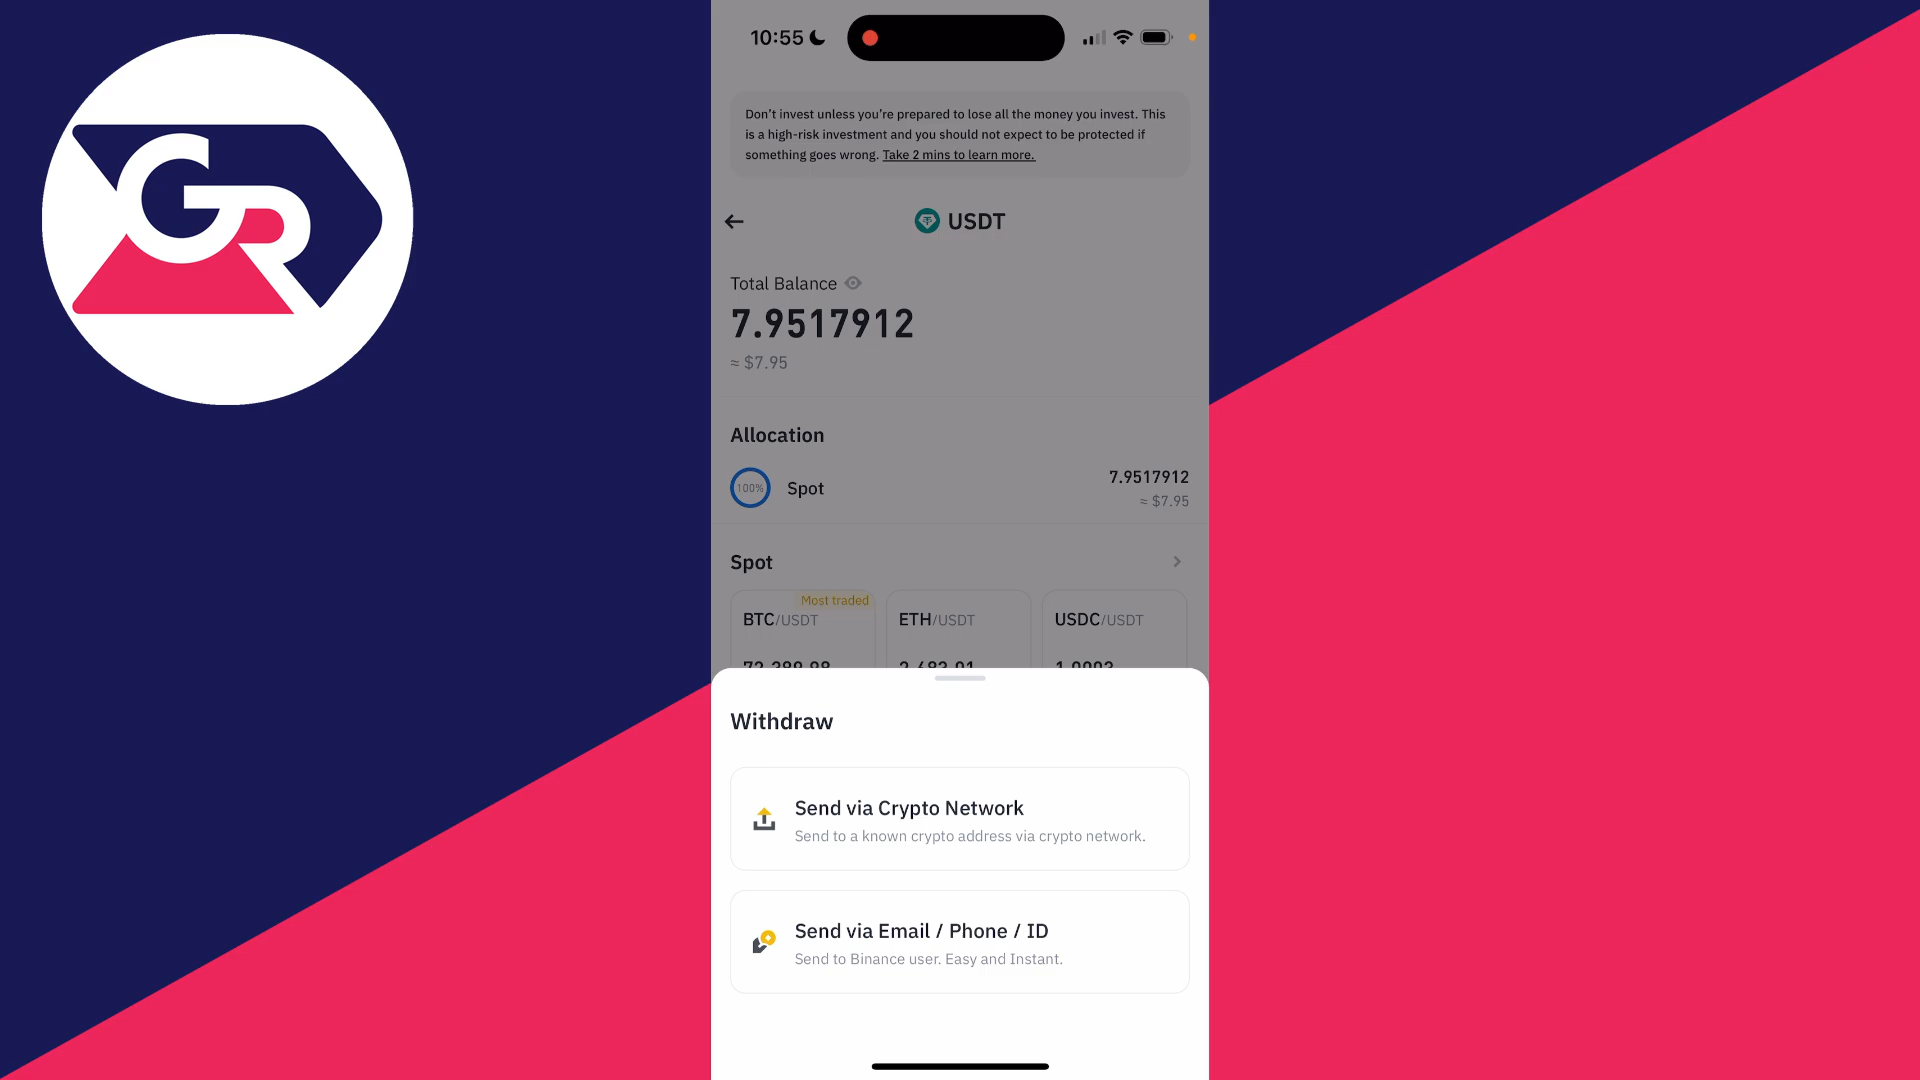 GR
10:55
Don't invest unless you're prepared to lose all the money you invest. This
is a high-risk investment and you should not expect to be protected if
something goes wrong. Take 2 mins to learn more.
USDT
Total Balance
7.9517912
≈ $7.95
Allocation
100% Spot 7.9517912
≈ $7.95
Spot
Most traded
BTC/USDT ETH/USDT USDC/USDT
Withdraw
Send via Crypto Network
Send to a known crypto address via crypto network.
Send via Email / Phone / ID
Send to Binance user. Easy and Instant.